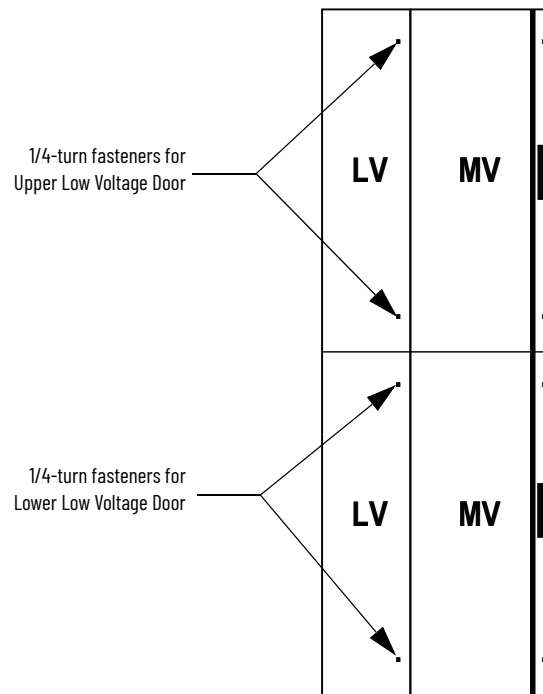 1/4-turn fasteners for
Upper Low Voltage Door
LV
MV
1/4-turn fasteners for
Lower Low Voltage Door
LV
MV